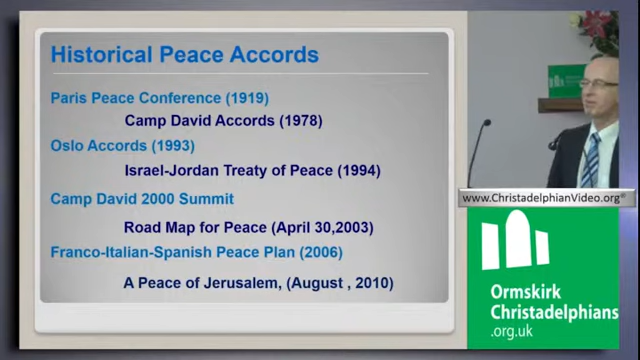 Historical Peace Accords
Paris Peace Conference (1919)
Camp David Accords (1978)
Oslo Accords (1993)
Israel-Jordan Treaty of Peace (1994)
Camp David 2000 Summit
Road Map for Peace (April 30,2003)
Franco-Italian-Spanish Peace Plan (2006)
A Peace of Jerusalem, (August , 2010)
www.ChristadelphianVideo.org®
Ormskirk
Christadelphians
.org.uk